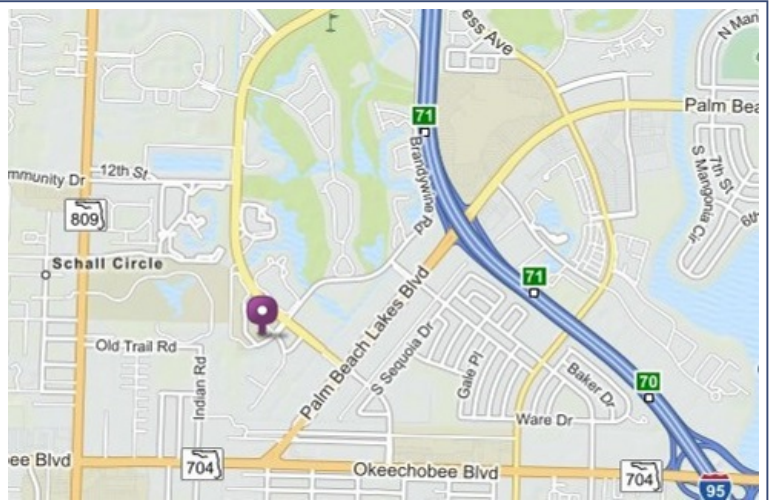 ess Ave
N Man
71
Palm Bea
Brandywine Rd
7th St
S Mangonia Cir
mmunity Dr
12th St
809
Schall Circle
71
Palm Beach Lakes Blvd
Old Trail Rd
Indian Rd
S Sequoia Dr
Gale Pl
Baker Dr
70
Ware Dr
ee Blvd
704
Okeechobee Blvd
704
95